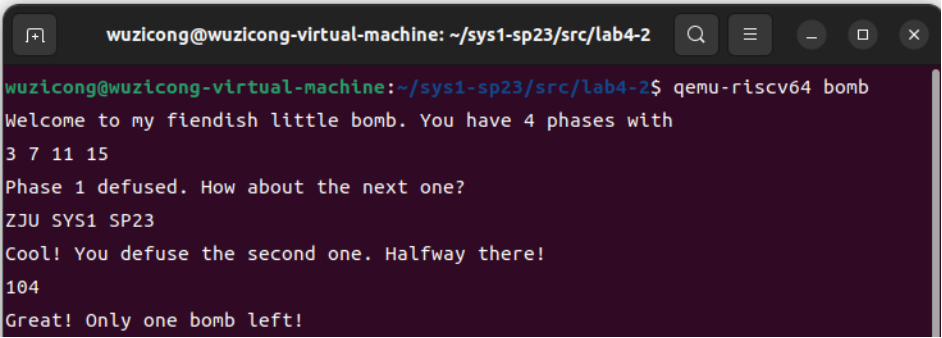 wuzicong@wuzicong-virtual-machine: ~/sys1-sp23/src/lab4-2
wuzicong@wuzicong-virtual-machine:~/sys1-sp23/src/lab4-2$ qemu-riscv64 bomb
Welcome to my fiendish little bomb. You have 4 phases with
3 7 11 15
Phase 1 defused. How about the next one?
ZJU SYS1 SP23
Cool! You defuse the second one. Halfway there!
104
Great! Only one bomb left!